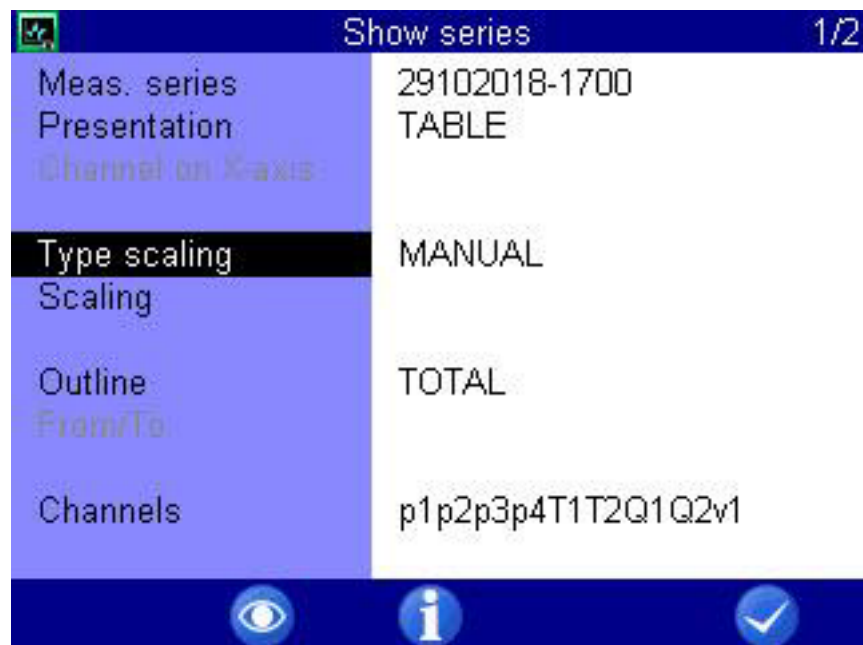 Show series 1/2
Meas. series 29102018-1700
Presentation TABLE
Channel on X-axis
Type scaling MANUAL
Scaling
Outline TOTAL
From/To
Channels p1p2p3p4T1T2Q1Q2v1